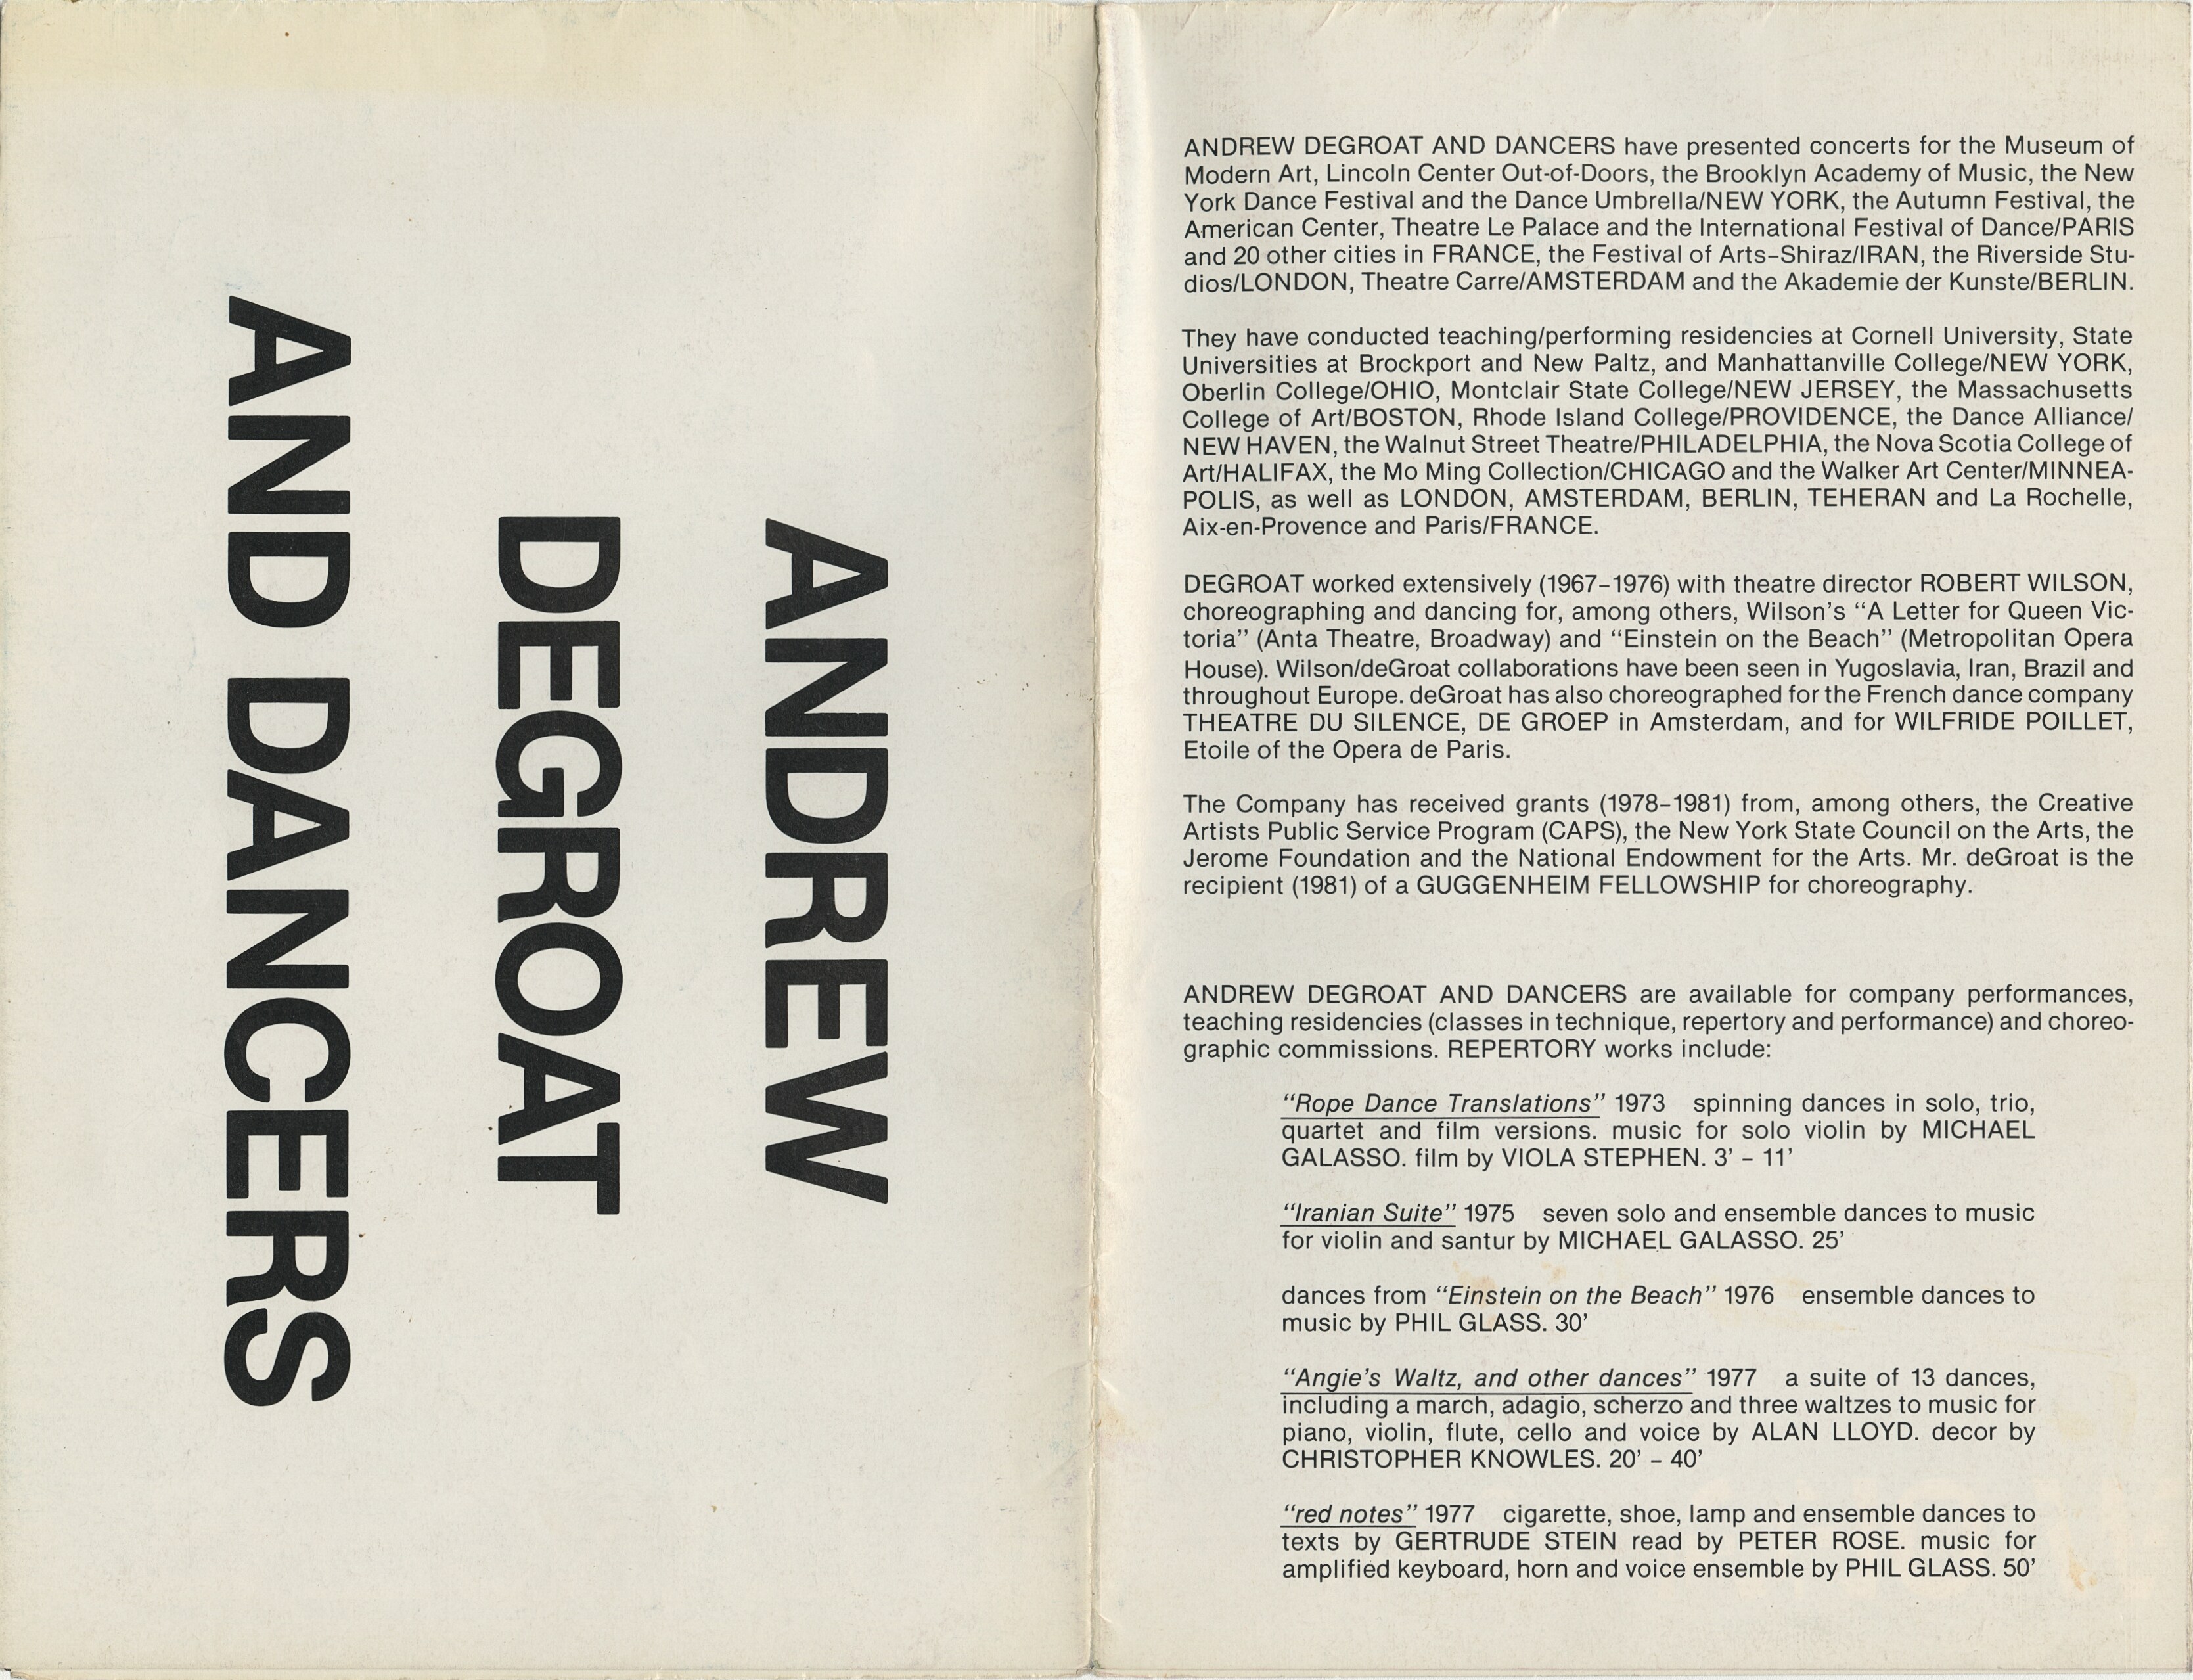 ANDREW
DEGROAT
AND DANCERS
ANDREW DEGROAT AND DANCERS have presented concerts for the Museum of
Modern Art, Lincoln Center Out-of-Doors, the Brooklyn Academy of Music, the New
York Dance Festival and the Dance Umbrella/NEW YORK, the Autumn Festival, the
American Center, Theatre Le Palace and the International Festival of Dance/PARIS
and 20 other cities in FRANCE, the Festival of Arts–Shiraz/IRAN, the Riverside Stu-
dios/LONDON, Theatre Carre/AMSTERDAM and the Akademie der Kunste/BERLIN.
They have conducted teaching/performing residencies at Cornell University, State
Universities at Brockport and New Paltz, and Manhattanville College/NEW YORK,
Oberlin College/OHIO, Montclair State College/NEW JERSEY, the Massachusetts
College of Art/BOSTON, Rhode Island College/PROVIDENCE, the Dance Alliance/
NEW HAVEN, the Walnut Street Theatre/PHILADELPHIA, the Nova Scotia College of
Art/HALIFAX, the Mo Ming Collection/CHICAGO and the Walker Art Center/MINNEA-
POLIS, as well as LONDON, AMSTERDAM, BERLIN, TEHERAN and La Rochelle,
Aix-en-Provence and Paris/FRANCE.
DEGROAT worked extensively (1967–1976) with theatre director ROBERT WILSON,
choreographing and dancing for, among others, Wilson's “A Letter for Queen Vic-
toria” (Anta Theatre, Broadway) and “Einstein on the Beach” (Metropolitan Opera
House). Wilson/deGroat collaborations have been seen in Yugoslavia, Iran, Brazil and
throughout Europe. deGroat has also choreographed for the French dance company
THEATRE DU SILENCE, DE GROEP in Amsterdam, and for WILFRIDE POILLET,
Etoile of the Opera de Paris.
The Company has received grants (1978–1981) from, among others, the Creative
Artists Public Service Program (CAPS), the New York State Council on the Arts, the
Jerome Foundation and the National Endowment for the Arts. Mr. deGroat is the
recipient (1981) of a GUGGENHEIM FELLOWSHIP for choreography.
ANDREW DEGROAT AND DANCERS are available for company performances,
teaching residencies (classes in technique, repertory and performance) and choreo-
graphic commissions. REPERTORY works include:
“Rope Dance Translations” 1973 spinning dances in solo, trio,
quartet and film versions. music for solo violin by MICHAEL
GALASSO. film by VIOLA STEPHEN. 3' – 11'
“Iranian Suite” 1975 seven solo and ensemble dances to music
for violin and santur by MICHAEL GALASSO. 25'
dances from “Einstein on the Beach” 1976 ensemble dances to
music by PHIL GLASS. 30'
“Angie's Waltz, and other dances” 1977 a suite of 13 dances,
including a march, adagio, scherzo and three waltzes to music for
piano, violin, flute, cello and voice by ALAN LLOYD. decor by
CHRISTOPHER KNOWLES. 20' – 40'
“red notes” 1977 cigarette, shoe, lamp and ensemble dances to
texts by GERTRUDE STEIN read by PETER ROSE. music for
amplified keyboard, horn and voice ensemble by PHIL GLASS. 50'